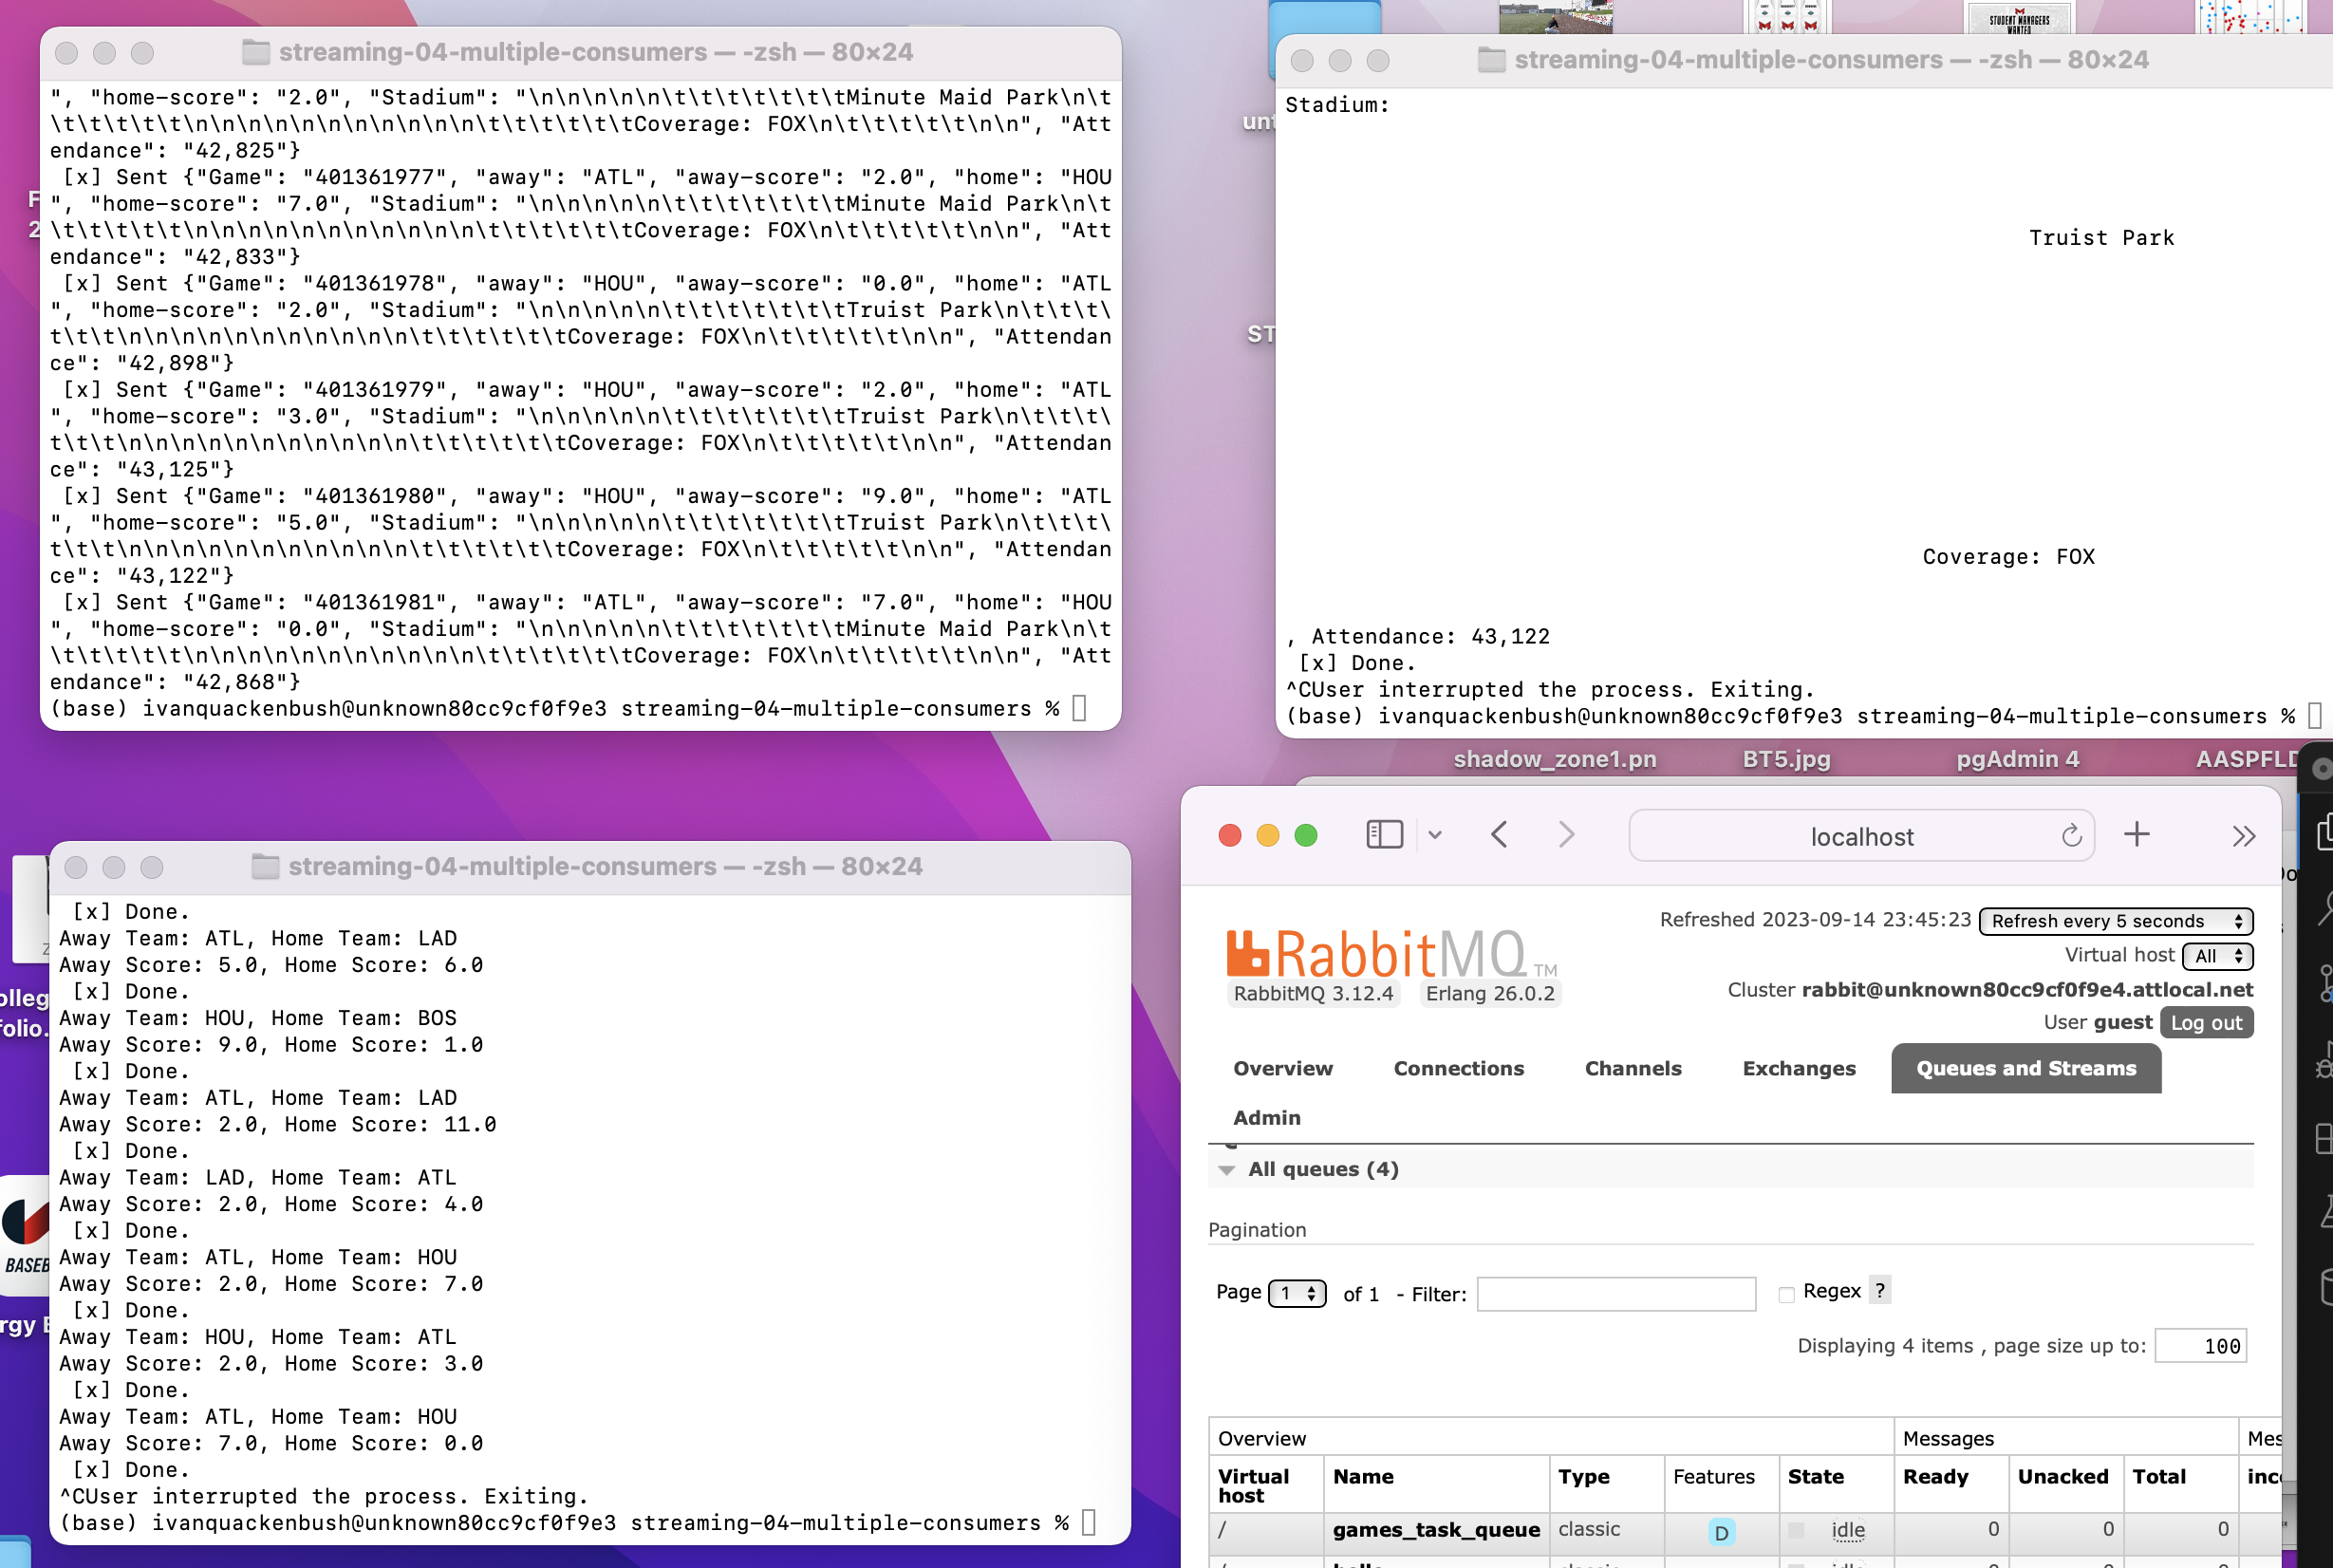 streaming-04-multiple-consumers — -zsh — 80×24
", "home-score": "2.0", "Stadium": "\n\n\n\n\n\t\t\t\t\t\t\tMinute Maid Park\n\t
\t\t\t\t\t\n\n\n\n\n\n\n\n\n\n\n\t\t\t\t\t\tCoverage: FOX\n\t\t\t\t\t\n\n", "Att
endance": "42,825"}
[x] Sent {"Game": "401361977", "away": "ATL", "away-score": "2.0", "home": "HOU
", "home-score": "7.0", "Stadium": "\n\n\n\n\n\t\t\t\t\t\t\tMinute Maid Park\n\t
\t\t\t\t\t\n\n\n\n\n\n\n\n\n\n\n\t\t\t\t\t\tCoverage: FOX\n\t\t\t\t\t\n\n", "Att
endance": "42,833"}
[x] Sent {"Game": "401361978", "away": "HOU", "away-score": "0.0", "home": "ATL
", "home-score": "2.0", "Stadium": "\n\n\n\n\n\t\t\t\t\t\t\tTruist Park\n\t\t\t\
t\t\t\n\n\n\n\n\n\n\n\n\n\n\t\t\t\t\t\tCoverage: FOX\n\t\t\t\t\t\n\n", "Attendan
ce": "42,898"}
[x] Sent {"Game": "401361979", "away": "HOU", "away-score": "2.0", "home": "ATL
", "home-score": "3.0", "Stadium": "\n\n\n\n\n\t\t\t\t\t\t\tTruist Park\n\t\t\t\
t\t\t\n\n\n\n\n\n\n\n\n\n\n\t\t\t\t\t\tCoverage: FOX\n\t\t\t\t\t\n\n", "Attendan
ce": "43,125"}
[x] Sent {"Game": "401361980", "away": "HOU", "away-score": "9.0", "home": "ATL
", "home-score": "5.0", "Stadium": "\n\n\n\n\n\t\t\t\t\t\t\tTruist Park\n\t\t\t\
t\t\t\n\n\n\n\n\n\n\n\n\n\n\t\t\t\t\t\tCoverage: FOX\n\t\t\t\t\t\n\n", "Attendan
ce": "43,122"}
[x] Sent {"Game": "401361981", "away": "ATL", "away-score": "7.0", "home": "HOU
", "home-score": "0.0", "Stadium": "\n\n\n\n\n\t\t\t\t\t\t\tMinute Maid Park\n\t
\t\t\t\t\t\n\n\n\n\n\n\n\n\n\n\n\t\t\t\t\t\tCoverage: FOX\n\t\t\t\t\t\n\n", "Att
endance": "42,868"}
(base) ivanquackenbush@unknown80cc9cf0f9e3 streaming-04-multiple-consumers %
STUDENT MANAGERS
WANTED
streaming-04-multiple-consumers — -zsh — 80×24
Stadium:
Truist Park
Coverage: FOX
, Attendance: 43,122
[x] Done.
^CUser interrupted the process. Exiting.
(base) ivanquackenbush@unknown80cc9cf0f9e3 streaming-04-multiple-consumers %
shadow_zone1.pn
BT5.jpg
pgAdmin 4
AASPFLD
streaming-04-multiple-consumers — -zsh — 80×24
[x] Done.
Away Team: ATL, Home Team: LAD
Away Score: 5.0, Home Score: 6.0
[x] Done.
Away Team: HOU, Home Team: BOS
Away Score: 9.0, Home Score: 1.0
[x] Done.
Away Team: ATL, Home Team: LAD
Away Score: 2.0, Home Score: 11.0
[x] Done.
Away Team: LAD, Home Team: ATL
Away Score: 2.0, Home Score: 4.0
[x] Done.
Away Team: ATL, Home Team: HOU
Away Score: 2.0, Home Score: 7.0
[x] Done.
Away Team: HOU, Home Team: ATL
Away Score: 2.0, Home Score: 3.0
[x] Done.
Away Team: ATL, Home Team: HOU
Away Score: 7.0, Home Score: 0.0
[x] Done.
^CUser interrupted the process. Exiting.
(base) ivanquackenbush@unknown80cc9cf0f9e3 streaming-04-multiple-consumers %
localhost
RabbitMQ TM
RabbitMQ 3.12.4 Erlang 26.0.2
Refreshed 2023-09-14 23:45:23 Refresh every 5 seconds
Virtual host All
Cluster rabbit@unknown80cc9cf0f9e4.attlocal.net
User guest Log out
Overview Connections Channels Exchanges Queues and Streams
Admin
All queues (4)
Pagination
Page 1 of 1 - Filter: Regex ?
Displaying 4 items , page size up to: 100
Overview Messages Mes
Virtual host Name Type Features State Ready Unacked Total inc
/ games_task_queue classic D idle 0 0 0